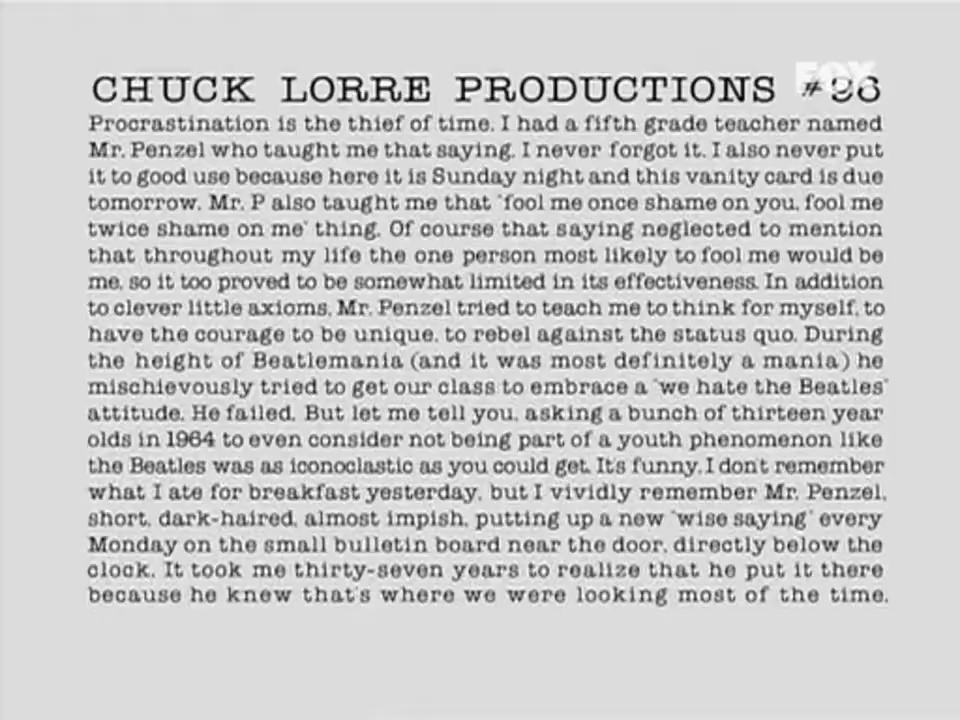 CHUCK LORRE PRODUCTIONS #96
FOX
Procrastination is the thief of time. I had a fifth grade teacher named
Mr. Penzel who taught me that saying. I never forgot it. I also never put
it to good use because here it is Sunday night and this vanity card is due
tomorrow. Mr. P also taught me that "fool me once shame on you, fool me
twice shame on me" thing. Of course that saying neglected to mention
that throughout my life the one person most likely to fool me would be
me, so it too proved to be somewhat limited in its effectiveness. In addition
to clever little axioms, Mr. Penzel tried to teach me to think for myself, to
have the courage to be unique, to rebel against the status quo. During
the height of Beatlemania (and it was most definitely a mania) he
mischievously tried to get our class to embrace a "we hate the Beatles"
attitude. He failed. But let me tell you, asking a bunch of thirteen year
olds in 1964 to even consider not being part of a youth phenomenon like
the Beatles was as iconoclastic as you could get. It's funny, I don't remember
what I ate for breakfast yesterday, but I vividly remember Mr. Penzel,
short, dark-haired, almost impish, putting up a new "wise saying" every
Monday on the small bulletin board near the door, directly below the
clock. It took me thirty-seven years to realize that he put it there
because he knew that's where we were looking most of the time.